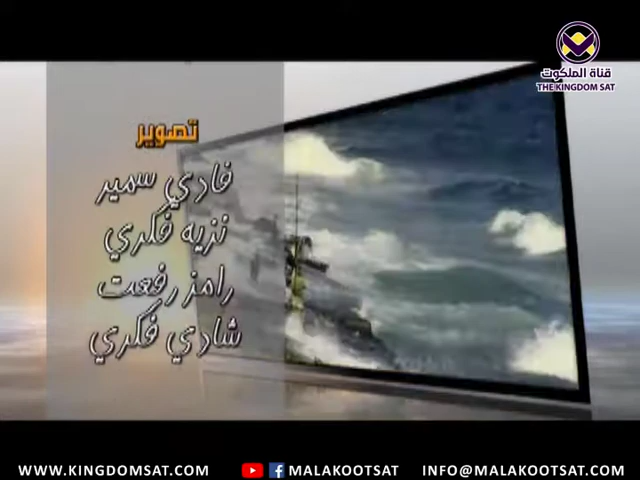 قناة الملكوت
THE KINGDOM SAT
تصوير
فادي سمير
نزيه فكري
رامز رفعت
شادي فكري
WWW.KINGDOMSAT.COM
MALAKOOTSAT
INFO@MALAKOOTSAT.COM